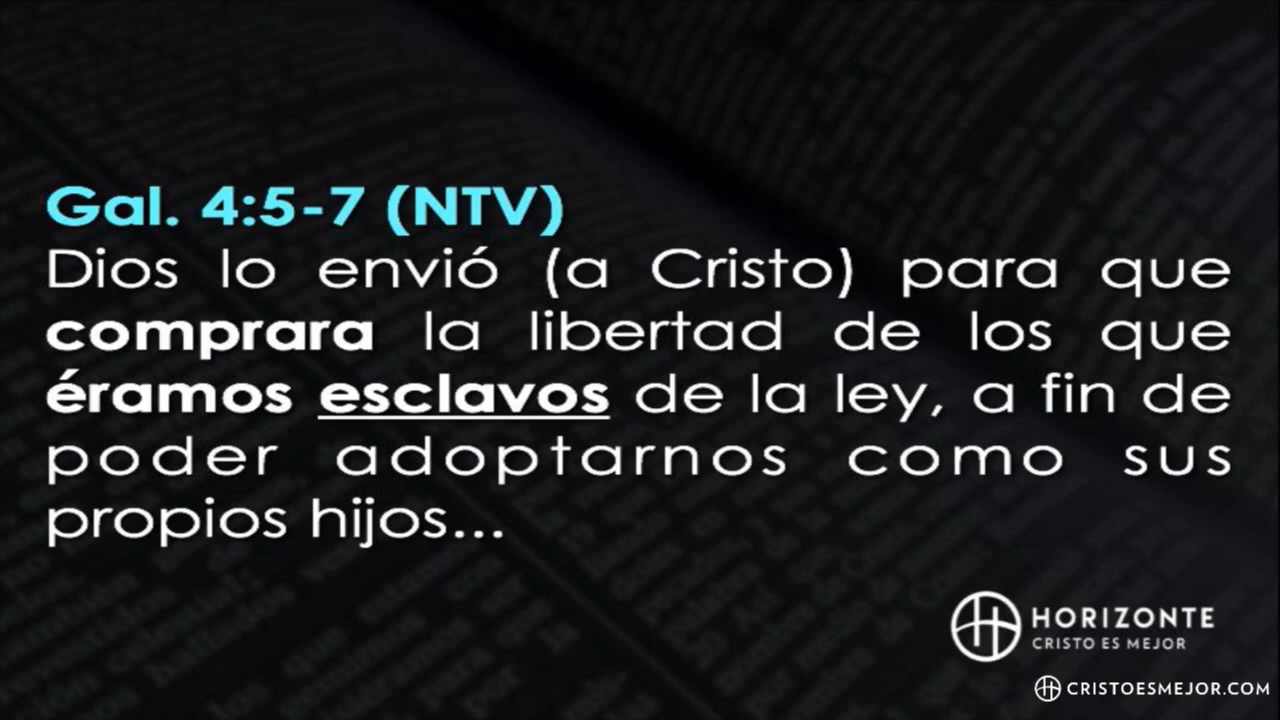 Gal. 4:5-7 (NTV)
Dios lo envió (a Cristo) para que
comprara la libertad de los que
éramos esclavos de la ley, a fin de
poder adoptarnos como sus
propios hijos...
HORIZONTE
CRISTO ES MEJOR
CRISTOESMEJOR.COM